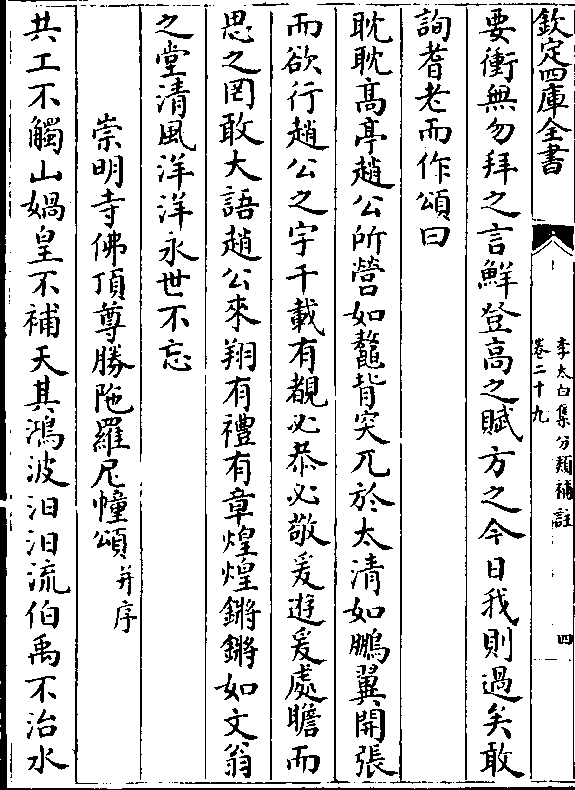 欽定四庫全書
李太白集分類補註
卷二十九
四
要衝無勿拜之言鮮登高之賦方之今日我則過矣敢
詢耆老而作頌曰
眈眈高亭趙公所營如鼇背突兀於太清如鵬翼開張
而欲行趙公之宇千載有覩必恭必敬爰遊爰處瞻而
思之罔敢大語趙公來翔有禮有章煌煌鏘鏘如文翁
之堂清風洋洋永世不忘
崇明寺佛頂尊勝陁羅尼幢頌并序
共工不觸山媧皇不補天其鴻波汩汩流伯禹不治水